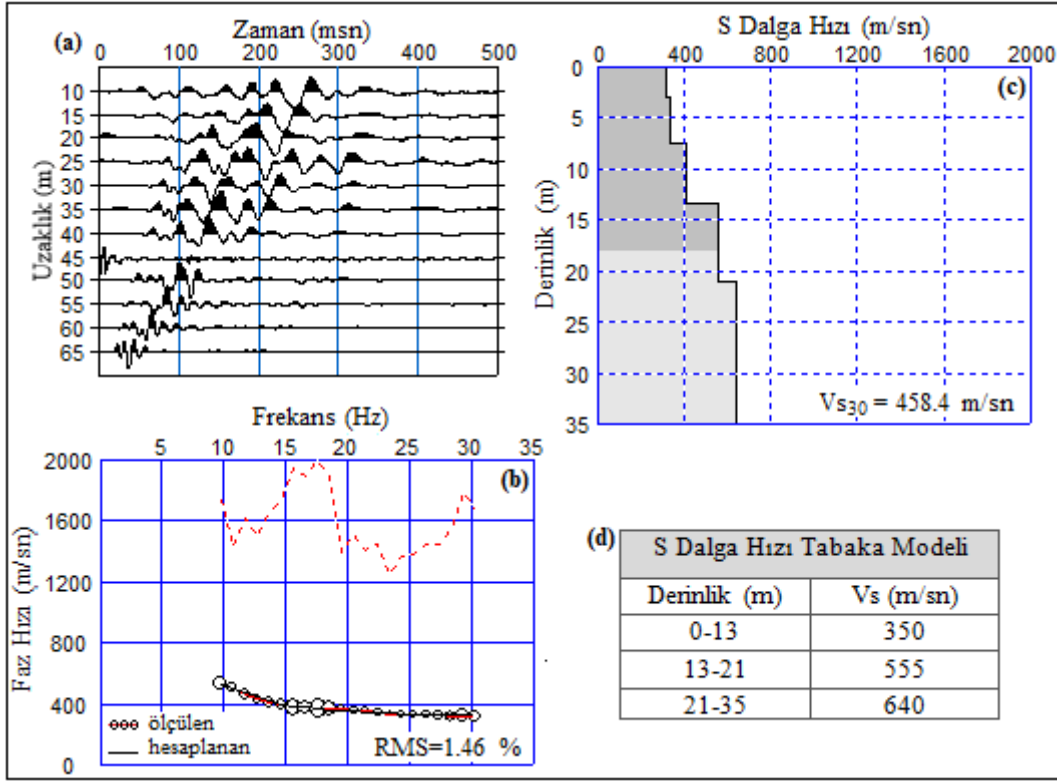 (a)
Zaman (msn)
0 100 200 300 400 500
Uzaklık (m)
10
15
20
25
30
35
40
45
50
55
60
65
S Dalga Hızı (m/sn)
0 400 800 1200 1600 2000
(c)
Derinlik (m)
0
5
10
15
20
25
30
35
Vs30 = 458.4 m/sn
Frekans (Hz)
5 10 15 20 25 30 35
(b)
Faz Hızı (m/sn)
2000
1600
1200
800
400
0
ölçülen
hesaplanan
RMS=1.46 %
(d)
S Dalga Hızı Tabaka Modeli
Derinlik (m) Vs (m/sn)
0-13 350
13-21 555
21-35 640